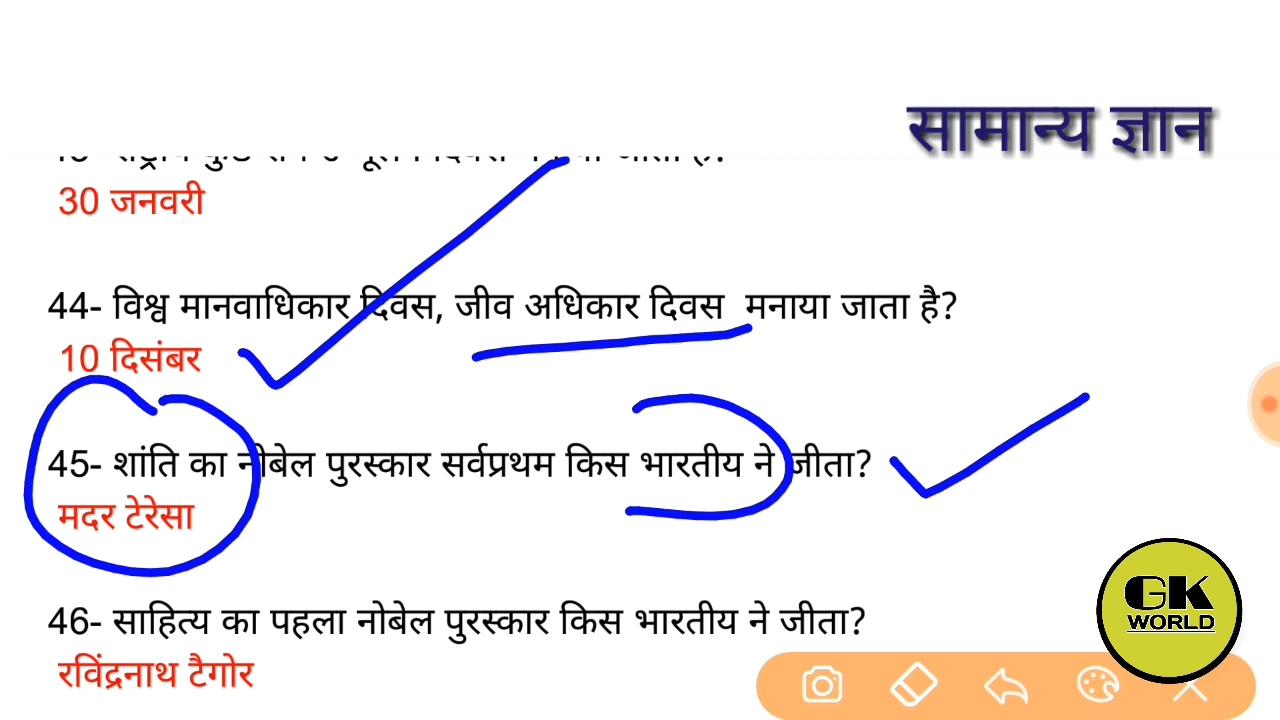 सामान्य ज्ञान
30 जनवरी
44- विश्व मानवाधिकार दिवस, जीव अधिकार दिवस मनाया जाता है?
10 दिसंबर
45- शांति का नोबेल पुरस्कार सर्वप्रथम किस भारतीय ने जीता?
मदर टेरेसा
46- साहित्य का पहला नोबेल पुरस्कार किस भारतीय ने जीता?
रविंद्रनाथ टैगोर
GK
WORLD